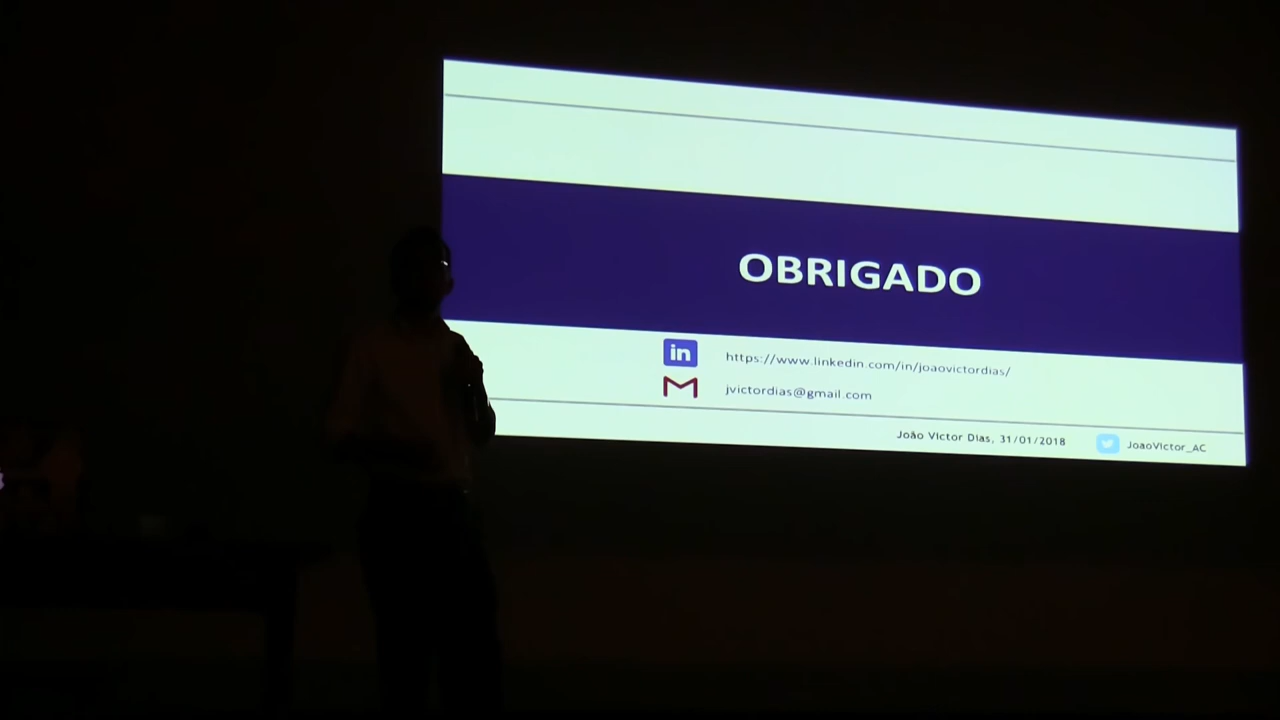 OBRIGADO
in
https://www.linkedin.com/in/joaovictordias/
jvictordias@gmail.com
João Victor Dias, 31/01/2018
JoaoVictor_AC